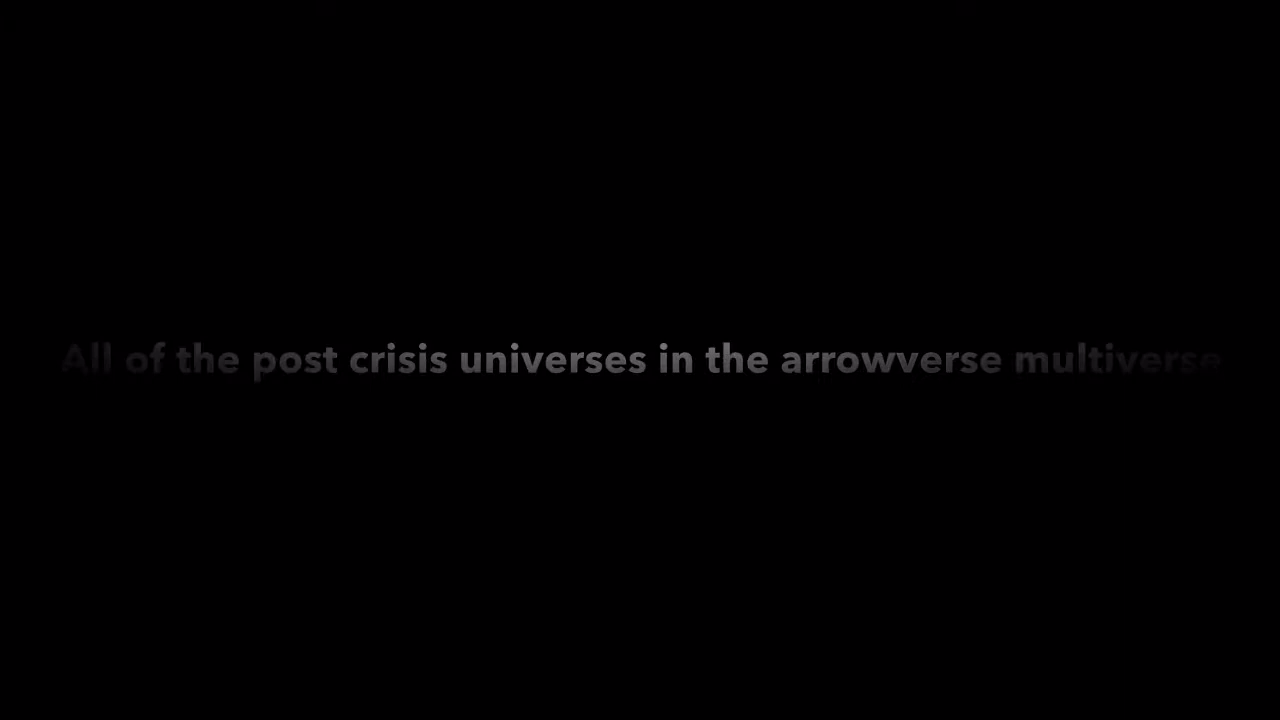 All of the post crisis universes in the arrowverse multiverse